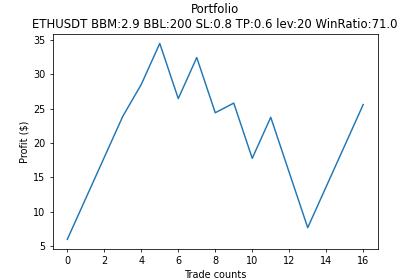 Portfolio
ETHUSDT BBM:2.9 BBL:200 SL:0.8 TP:0.6 lev:20 WinRatio:71.0
35
30
25
20
15
10
5
Profit ($)
0 2 4 6 8 10 12 14 16
Trade counts